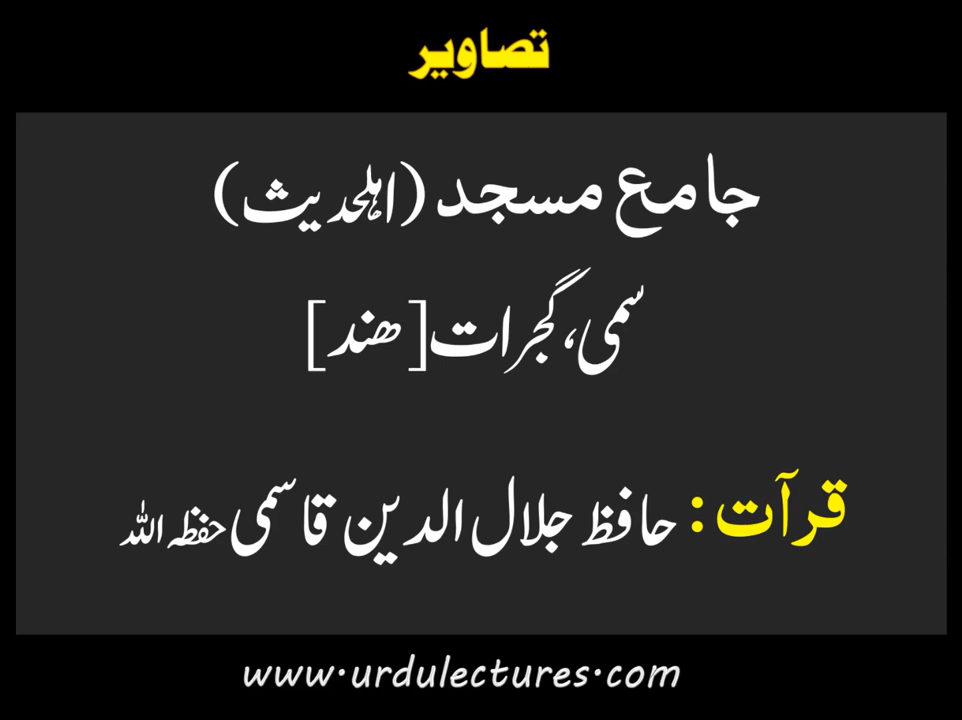 تصاویر
جامع مسجد (اہلحدیث)
سمی، گجرات [ھند]
قرآت: حافظ جلال الدین قاسمی حفظہ اللہ
www.urdulectures.com